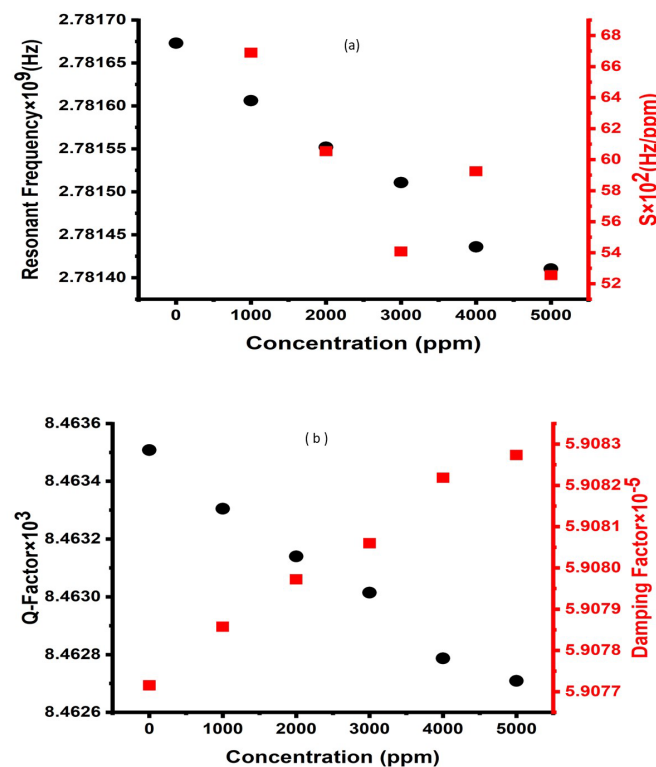 (a)
Resonant Frequency×10⁹(Hz)
2.78170
2.78165
2.78160
2.78155
2.78150
2.78145
2.78140
68
66
64
62
60
58
56
54
52
S×10²(Hz/ppm)
0 1000 2000 3000 4000 5000
Concentration (ppm)
( b )
Q-Factor×10³
8.4636
8.4634
8.4632
8.4630
8.4628
8.4626
5.9083
5.9082
5.9081
5.9080
5.9079
5.9078
5.9077
Damping Factor×10⁻⁵
0 1000 2000 3000 4000 5000
Concentration (ppm)